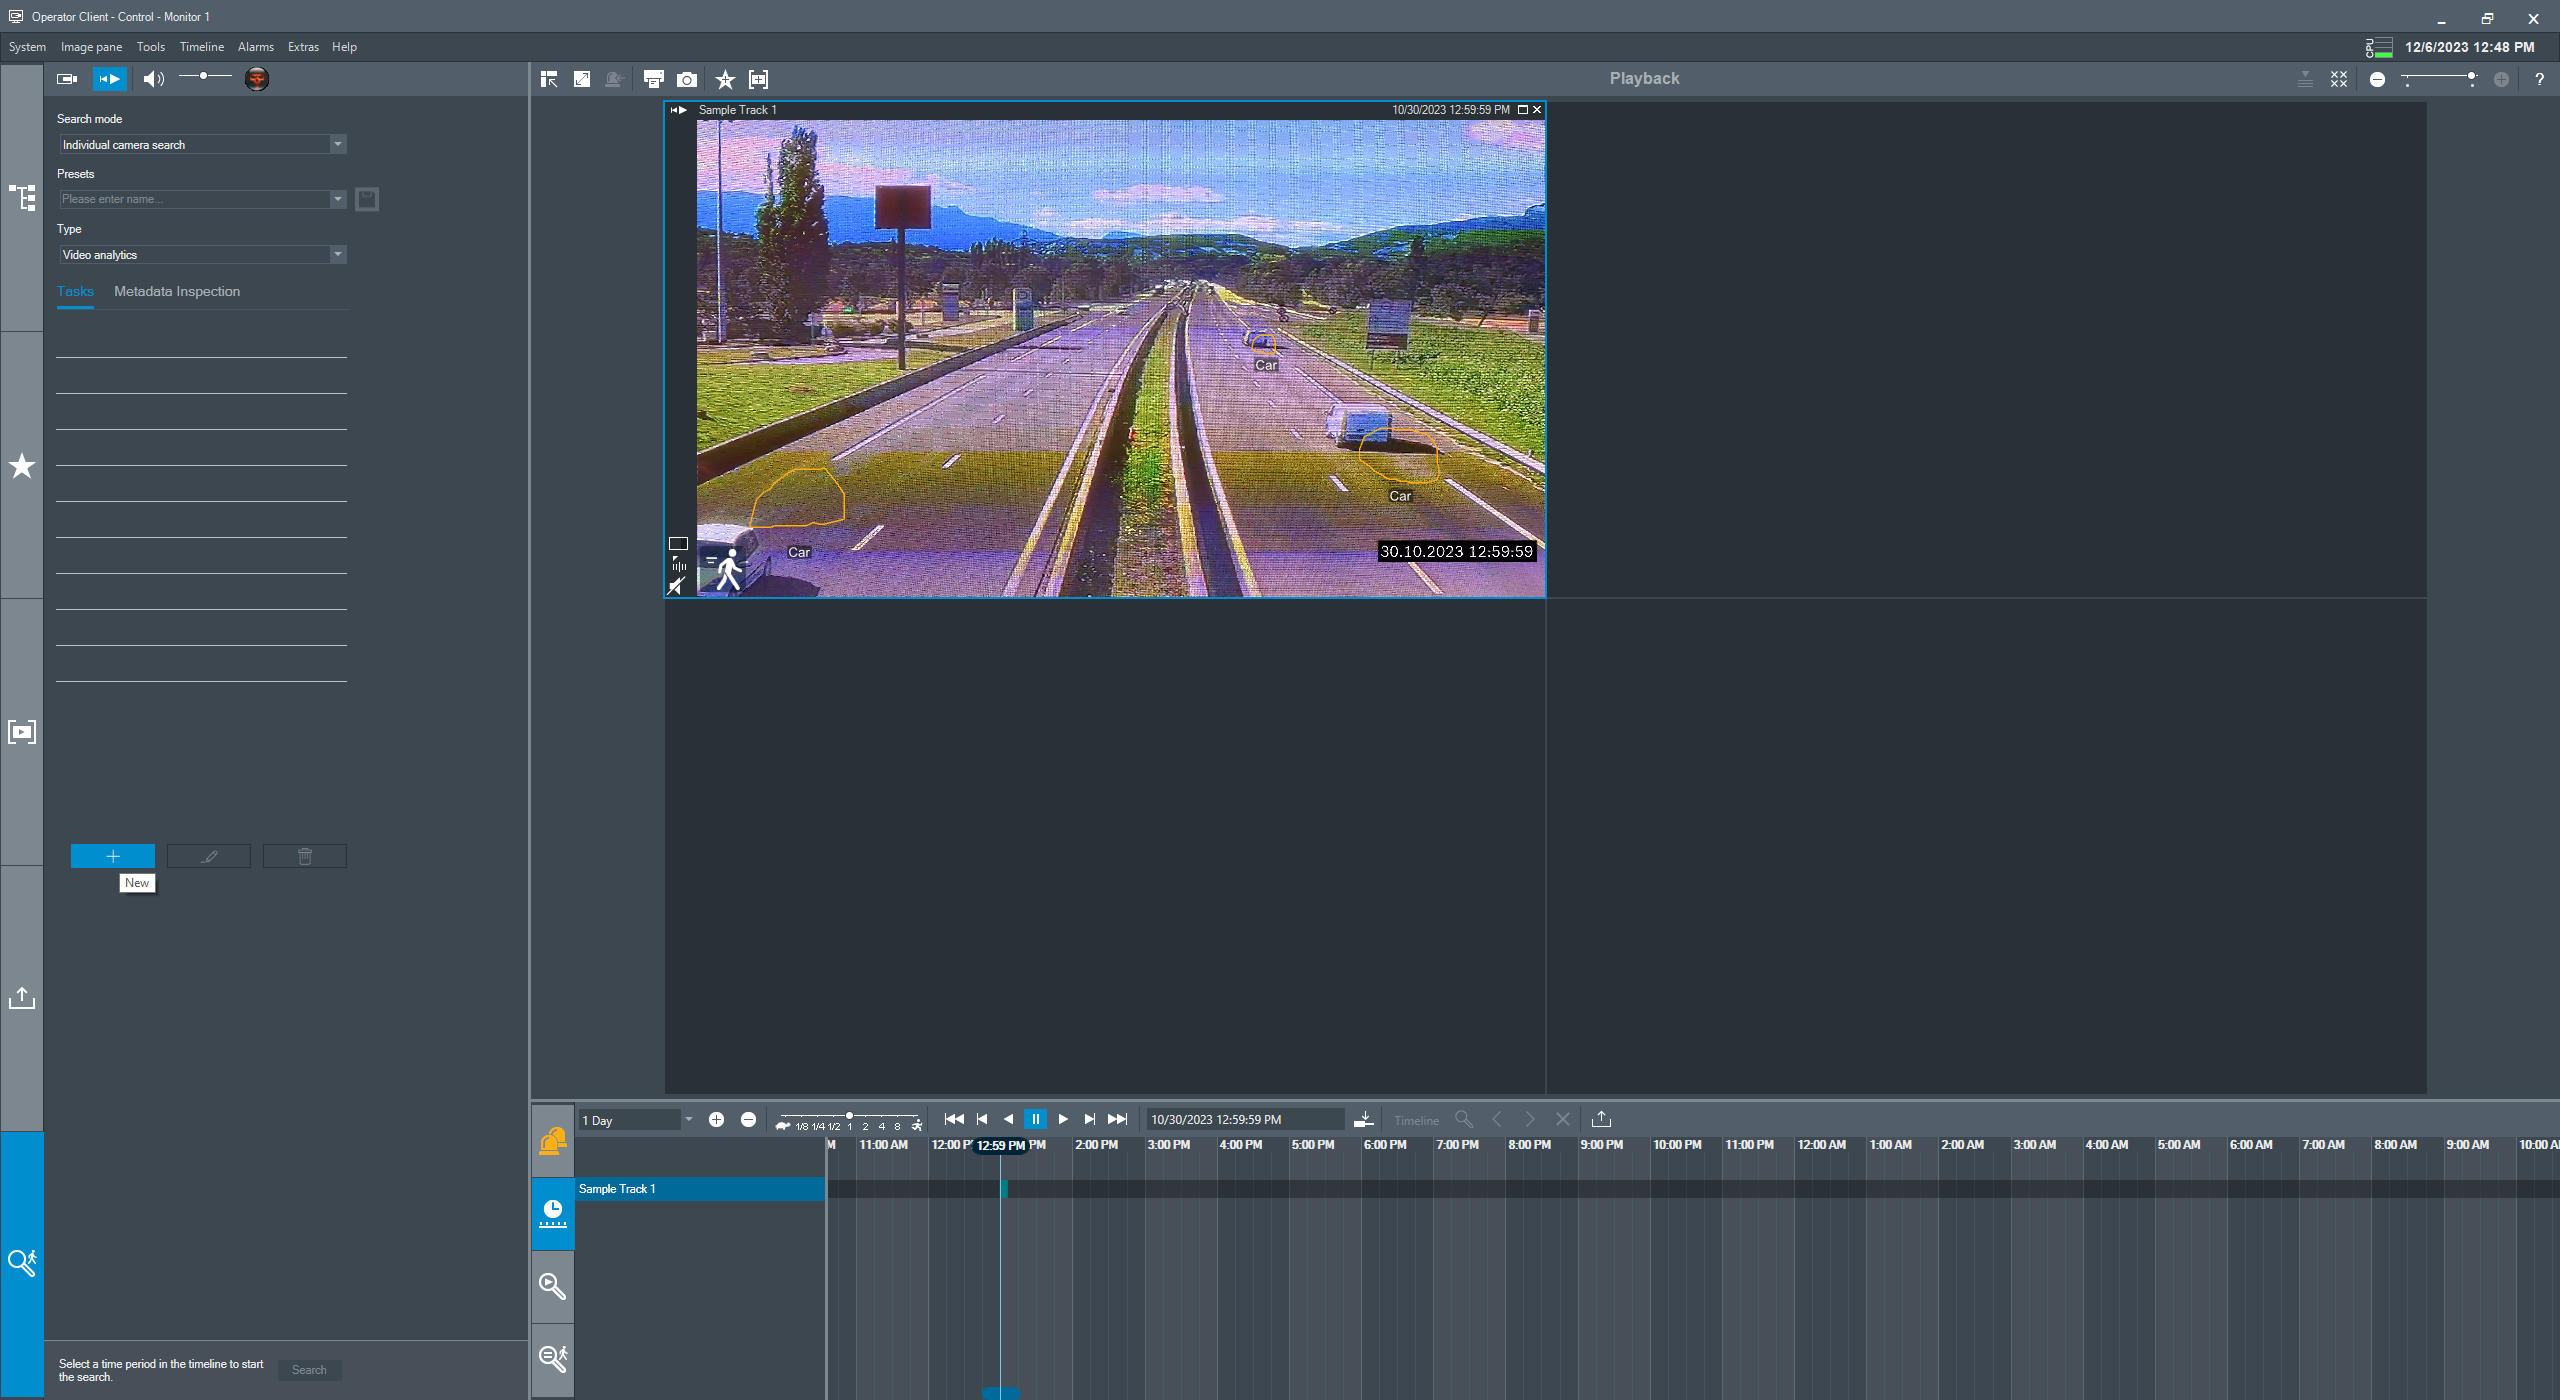 Operator Client - Control - Monitor 1
System Image pane Tools Timeline Alarms Extras Help
CPU
12/6/2023 12:48 PM
Playback
?
Search mode
Individual camera search
Presets
Please enter name...
Type
Video analytics
Tasks Metadata Inspection
New
Select a time period in the timeline to start
the search.
Search
Sample Track 1
10/30/2023 12:59:59 PM
Car
Car
Car
30.10.2023 12:59:59
1 Day
1/8 1/4 1/2 1 2 4 8
10/30/2023 12:59:59 PM
Timeline
M 11:00 AM 12:00 P 12:59 PM PM 2:00 PM 3:00 PM 4:00 PM 5:00 PM 6:00 PM 7:00 PM 8:00 PM 9:00 PM 10:00 PM 11:00 PM 12:00 AM 1:00 AM 2:00 AM 3:00 AM 4:00 AM 5:00 AM 6:00 AM 7:00 AM 8:00 AM 9:00 AM 10:00 A
Sample Track 1